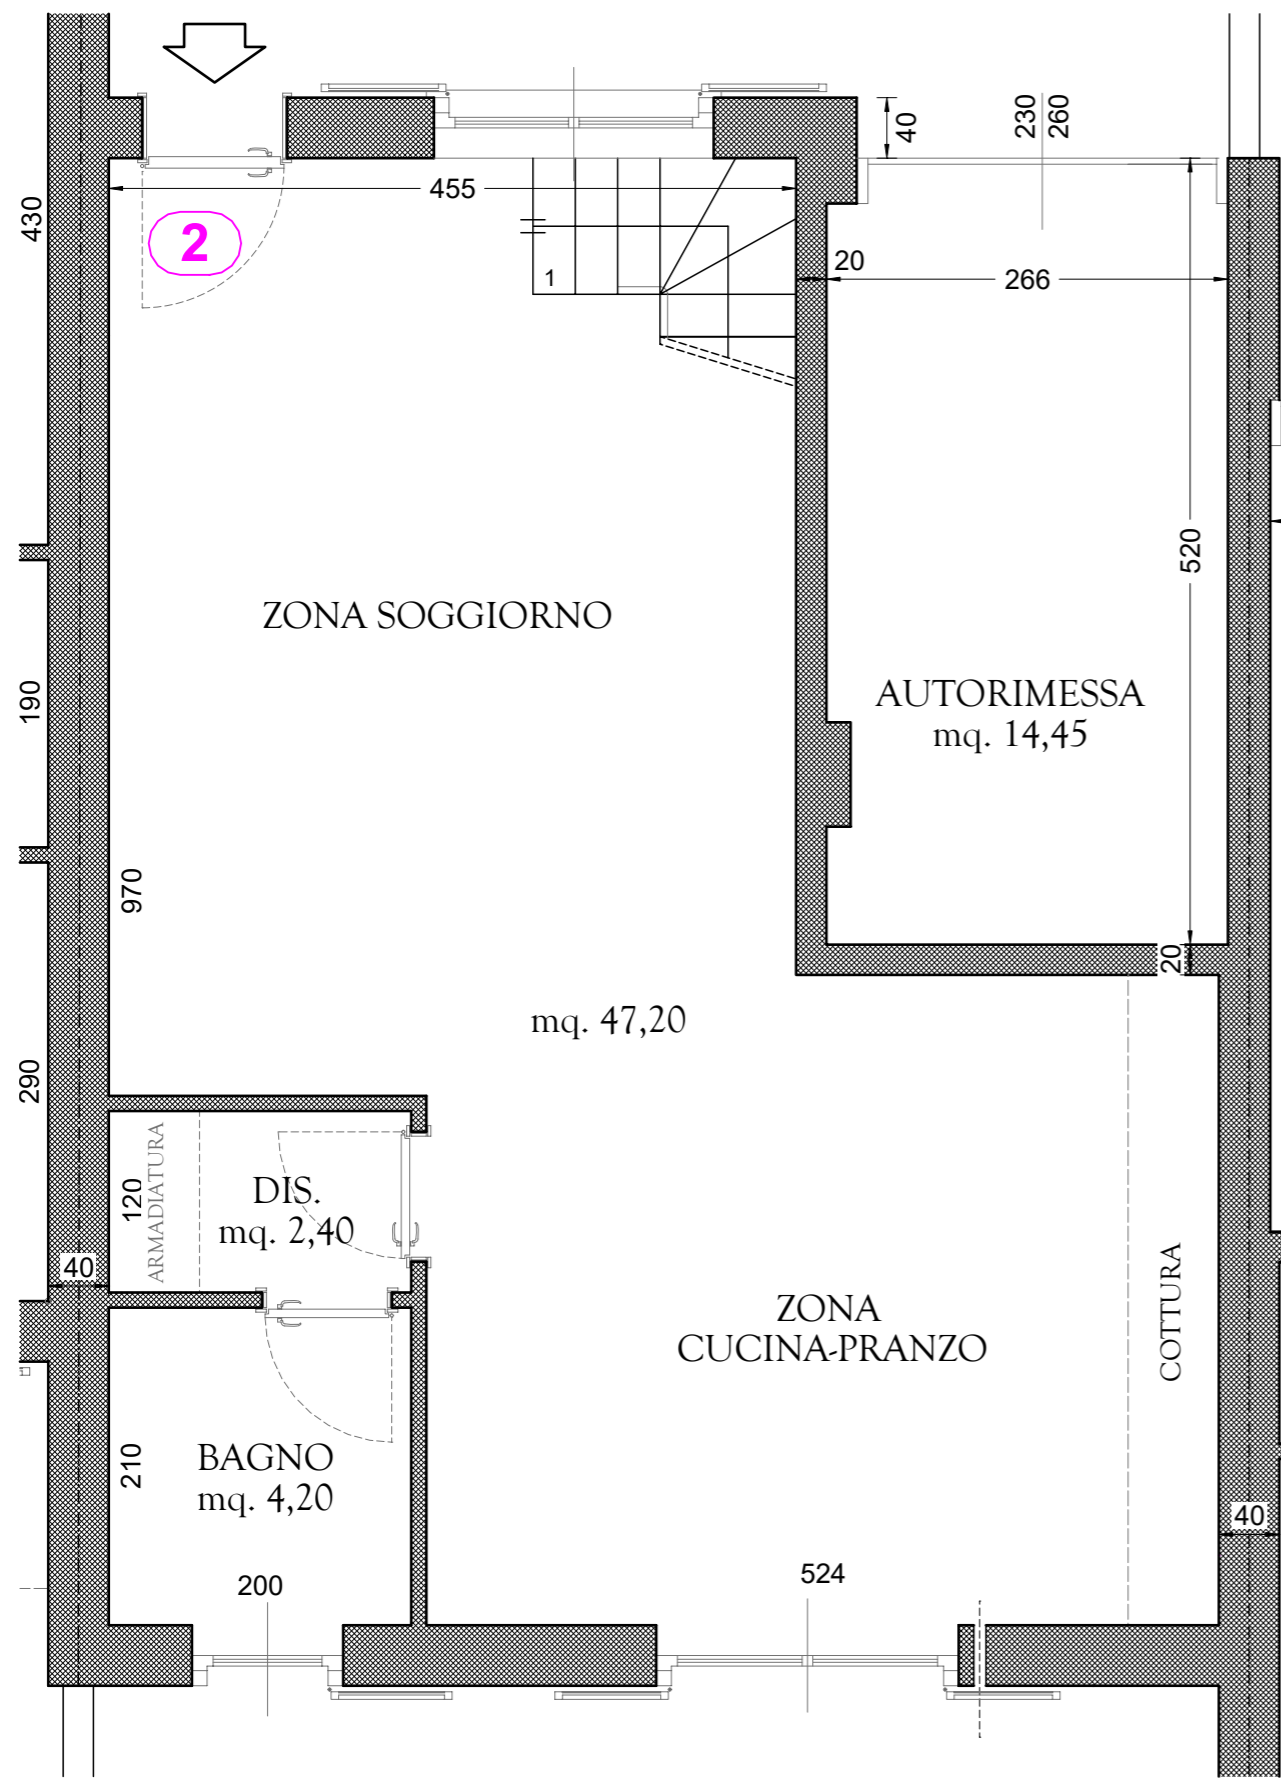 40
230
260
430
455
2
1
20
266
520
ZONA SOGGIORNO
190
AUTORIMESSA
mq. 14,45
970
20
mq. 47,20
290
120
ARMADIATURA
DIS.
mq. 2,40
40
COTTURA
ZONA
CUCINA-PRANZO
210
BAGNO
mq. 4,20
40
200
524